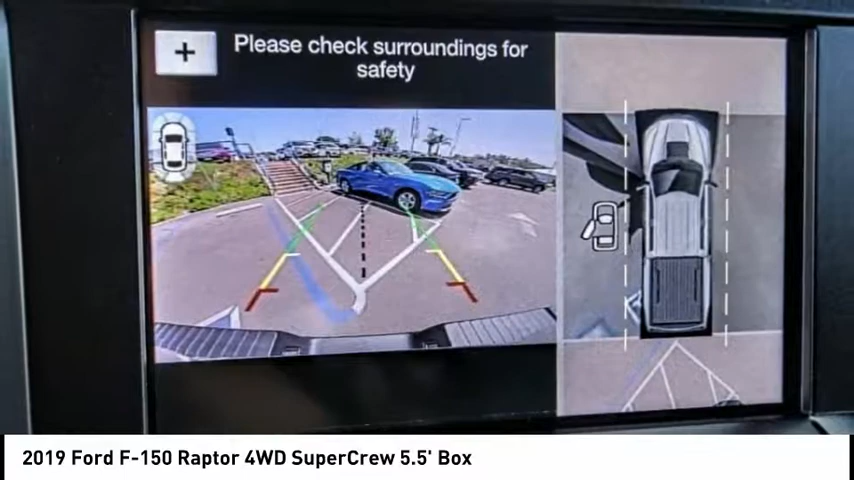 +
Please check surroundings for
safety
2019 Ford F-150 Raptor 4WD SuperCrew 5.5' Box